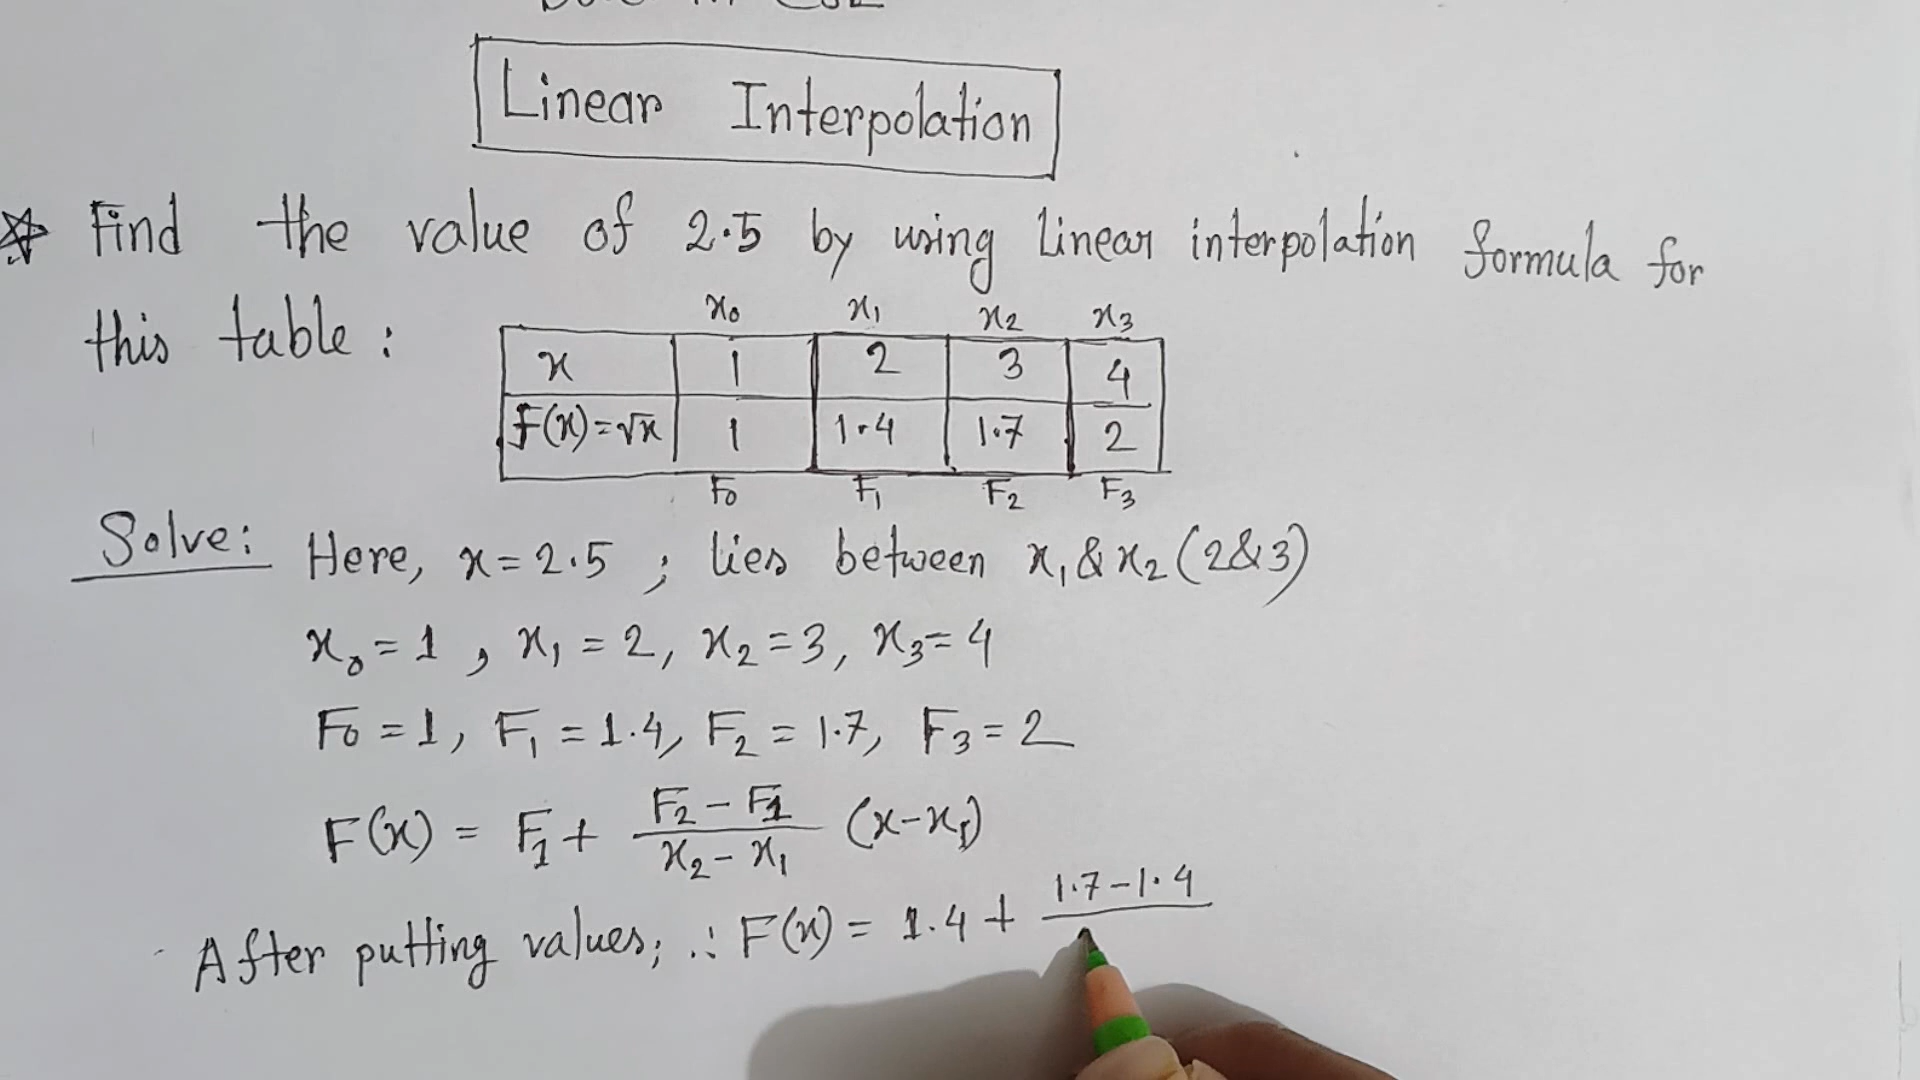 Linear Interpolation
Find the value of 2.5 by using Linear interpolation formula for
this table:
x₀ x₁ x₂ x₃
x 1 2 3 4
F(x)=√x 1 1.4 1.7 2
F₀ F₁ F₂ F₃
Solve: Here, x=2.5 ; lies between x₁ & x₂ (2&3)
x₀ = 1 , x₁ = 2, x₂ = 3, x₃ = 4
F₀ = 1, F₁ = 1.4, F₂ = 1.7, F₃ = 2
F(x) = F₁ + (F₂ - F₁)/(x₂ - x₁) (x-x₁)
After putting values; ∴ F(x) = 1.4 + 1.7-1.4